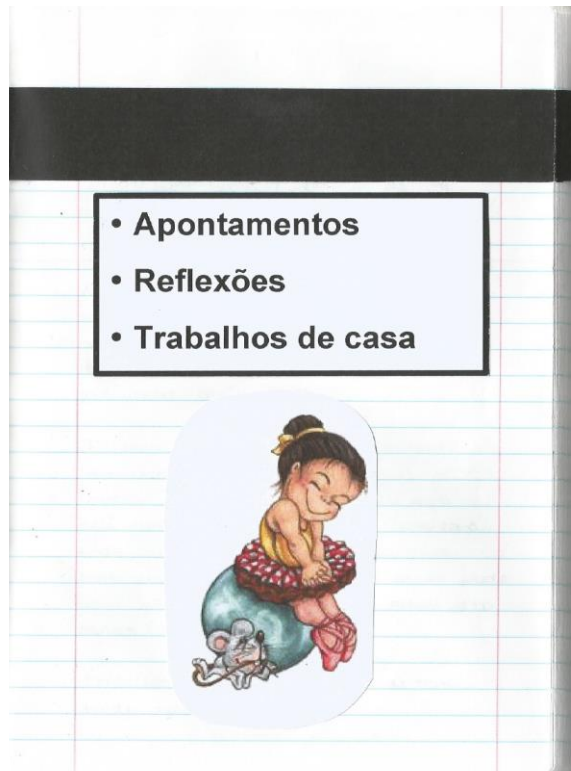 • Apontamentos
• Reflexões
• Trabalhos de casa